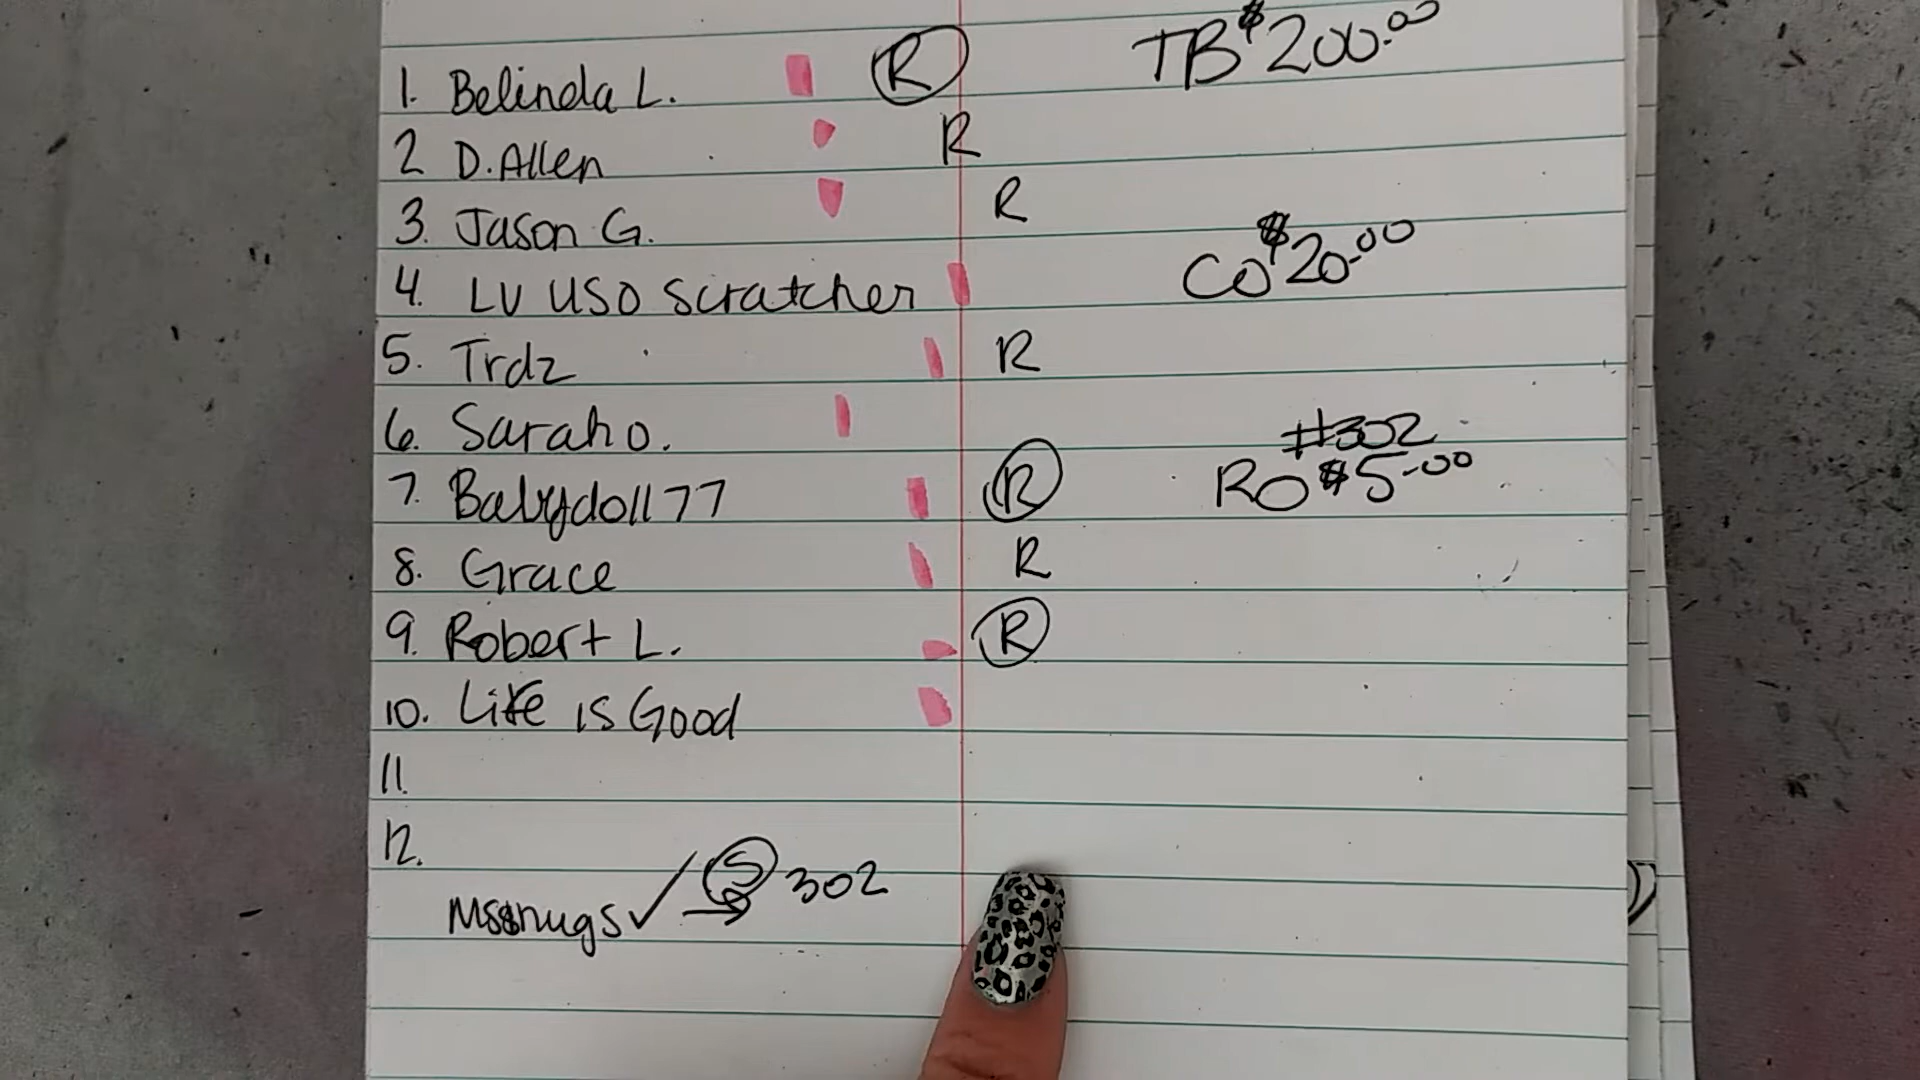 1. Belinda L. R TB $200.00
2 D. Allen R
3. Jason G. R
4. LV USO Scratcher CO $20.00
5. Trdz R
6. Sarah O. #302
7. Babydoll77 R RO $5.00
8. Grace R
9. Robert L. R
10. Life is Good
11.
12.
302